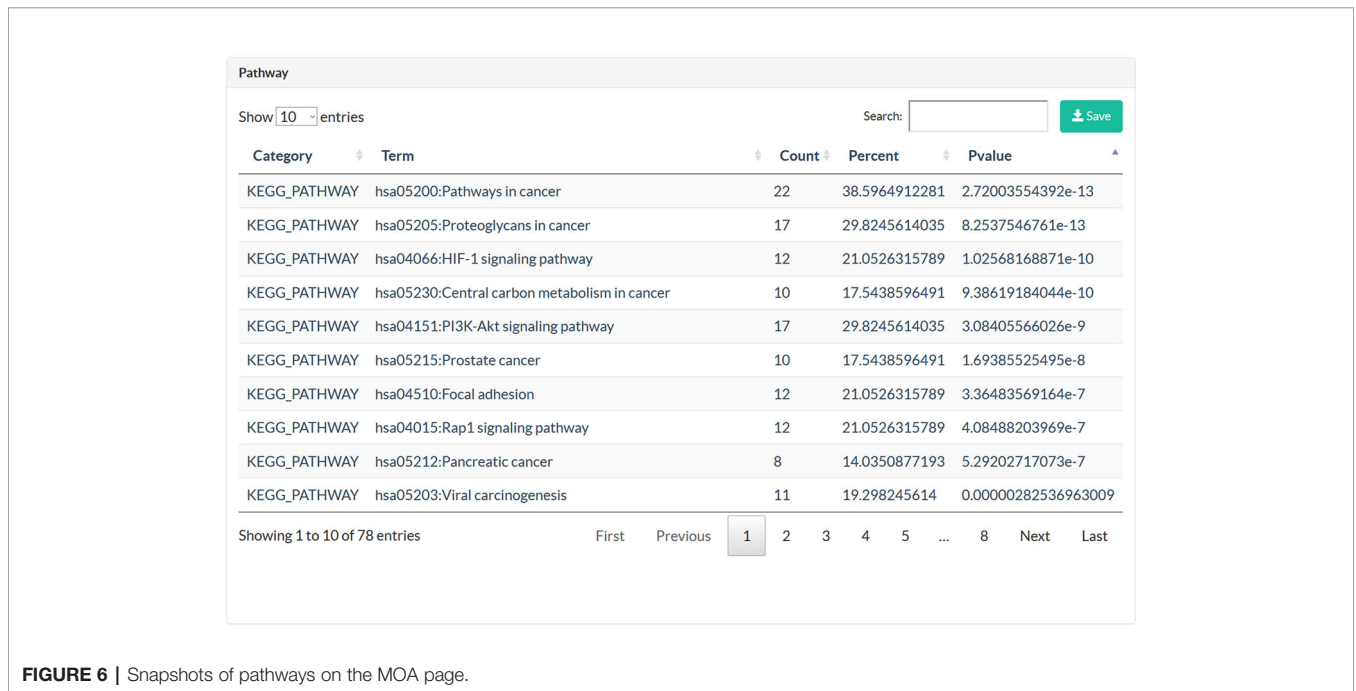 Pathway
Show 10 entries Search: Save
Category Term Count Percent Pvalue
KEGG_PATHWAY hsa05200:Pathways in cancer 22 38.5964912281 2.72003554392e-13
KEGG_PATHWAY hsa05205:Proteoglycans in cancer 17 29.8245614035 8.2537546761e-13
KEGG_PATHWAY hsa04066:HIF-1 signaling pathway 12 21.0526315789 1.02568168871e-10
KEGG_PATHWAY hsa05230:Central carbon metabolism in cancer 10 17.5438596491 9.38619184044e-10
KEGG_PATHWAY hsa04151:PI3K-Akt signaling pathway 17 29.8245614035 3.08405566026e-9
KEGG_PATHWAY hsa05215:Prostate cancer 10 17.5438596491 1.69385525495e-8
KEGG_PATHWAY hsa04510:Focal adhesion 12 21.0526315789 3.36483569164e-7
KEGG_PATHWAY hsa04015:Rap1 signaling pathway 12 21.0526315789 4.08488203969e-7
KEGG_PATHWAY hsa05212:Pancreatic cancer 8 14.0350877193 5.29202717073e-7
KEGG_PATHWAY hsa05203:Viral carcinogenesis 11 19.298245614 0.00000282536963009
Showing 1 to 10 of 78 entries First Previous 1 2 3 4 5 ... 8 Next Last
FIGURE 6 | Snapshots of pathways on the MOA page.